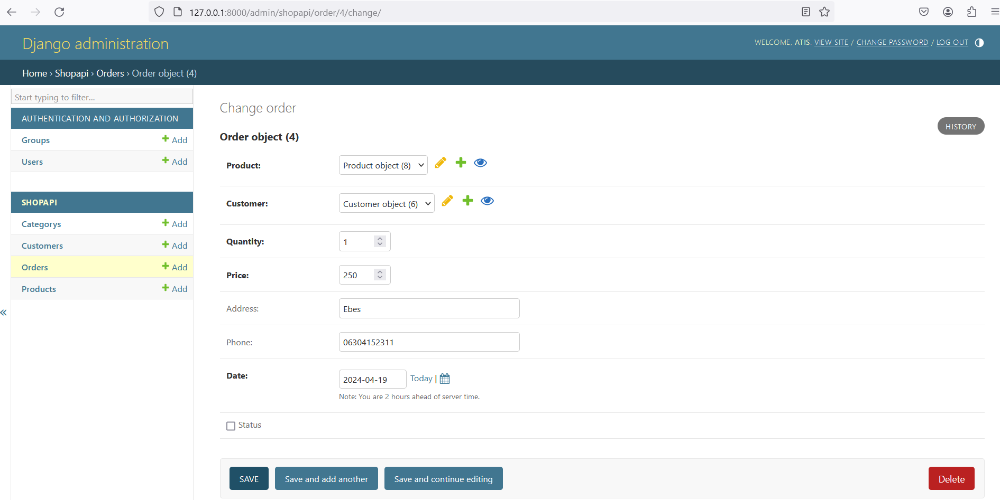 127.0.0.1:8000/admin/shopapi/order/4/change/
Django administration
WELCOME, ATIS. VIEW SITE / CHANGE PASSWORD / LOG OUT
Home › Shopapi › Orders › Order object (4)
Start typing to filter...
AUTHENTICATION AND AUTHORIZATION
Groups Add
Users Add
SHOPAPI
Categorys Add
Customers Add
Orders Add
Products Add
«
Change order
HISTORY
Order object (4)
Product: Product object (8)
Customer: Customer object (6)
Quantity: 1
Price: 250
Address: Ebes
Phone: 06304152311
Date: 2024-04-19 Today |
Note: You are 2 hours ahead of server time.
Status
SAVE Save and add another Save and continue editing Delete